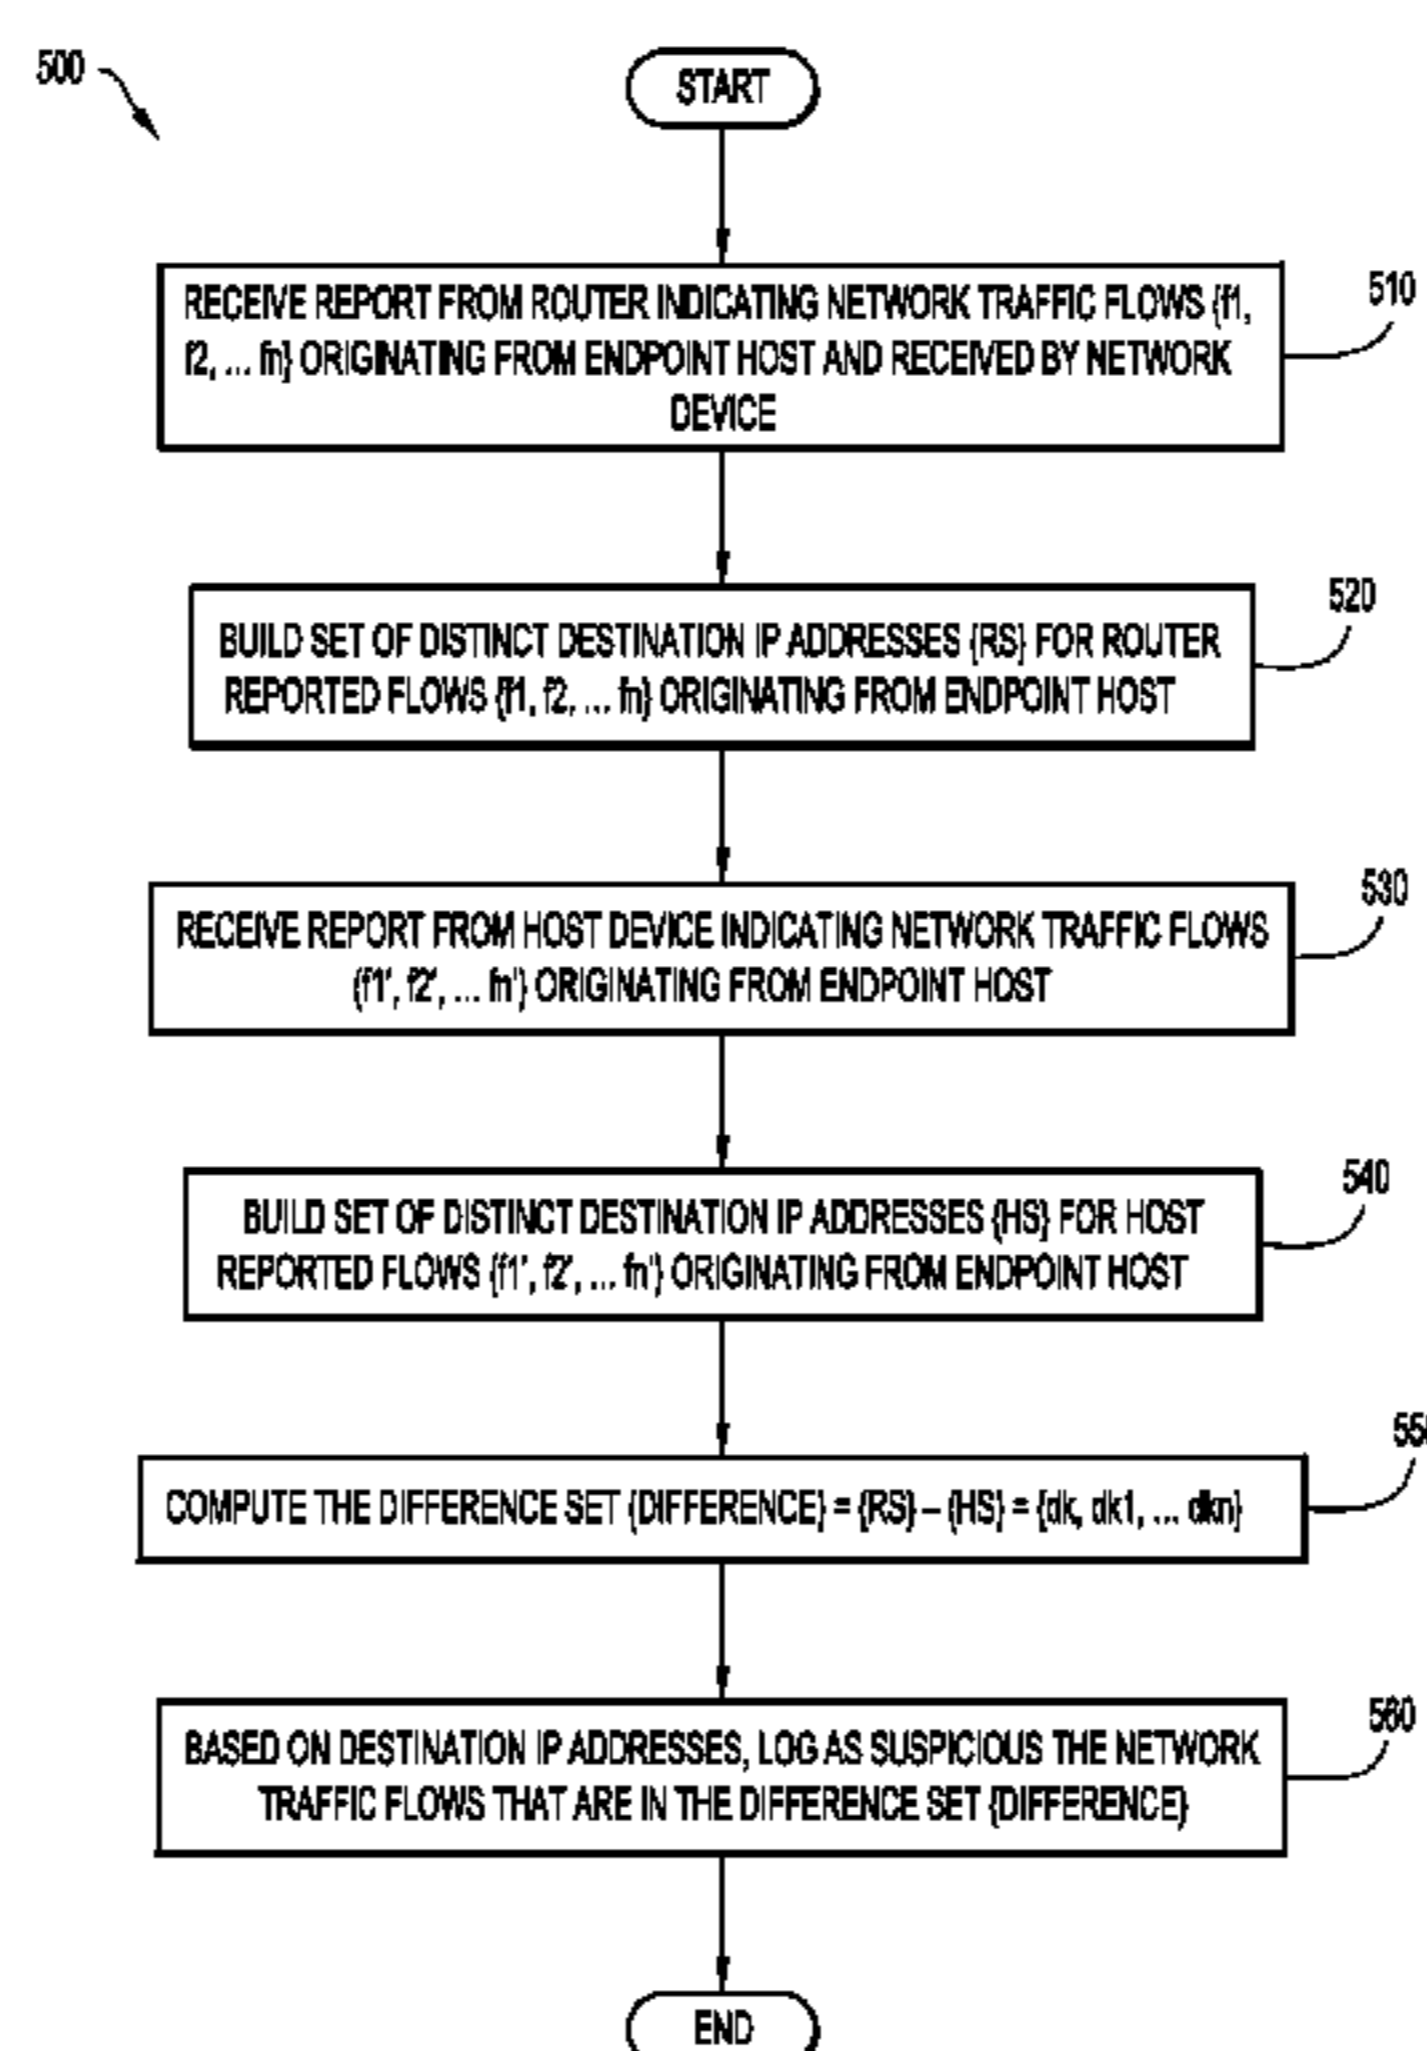 500
START
RECEIVE REPORT FROM ROUTER INDICATING NETWORK TRAFFIC FLOWS {f1,
f2, ... fn} ORIGINATING FROM ENDPOINT HOST AND RECEIVED BY NETWORK
DEVICE
510
BUILD SET OF DISTINCT DESTINATION IP ADDRESSES {RS} FOR ROUTER
REPORTED FLOWS {f1, f2, ... fn} ORIGINATING FROM ENDPOINT HOST
520
RECEIVE REPORT FROM HOST DEVICE INDICATING NETWORK TRAFFIC FLOWS
{f1', f2', ... fn'} ORIGINATING FROM ENDPOINT HOST
530
BUILD SET OF DISTINCT DESTINATION IP ADDRESSES {HS} FOR HOST
REPORTED FLOWS {f1', f2', ... fn'} ORIGINATING FROM ENDPOINT HOST
540
COMPUTE THE DIFFERENCE SET {DIFFERENCE} = {RS} – {HS} = {dk, dk1, ... dkn}
550
BASED ON DESTINATION IP ADDRESSES, LOG AS SUSPICIOUS THE NETWORK
TRAFFIC FLOWS THAT ARE IN THE DIFFERENCE SET {DIFFERENCE}
560
END